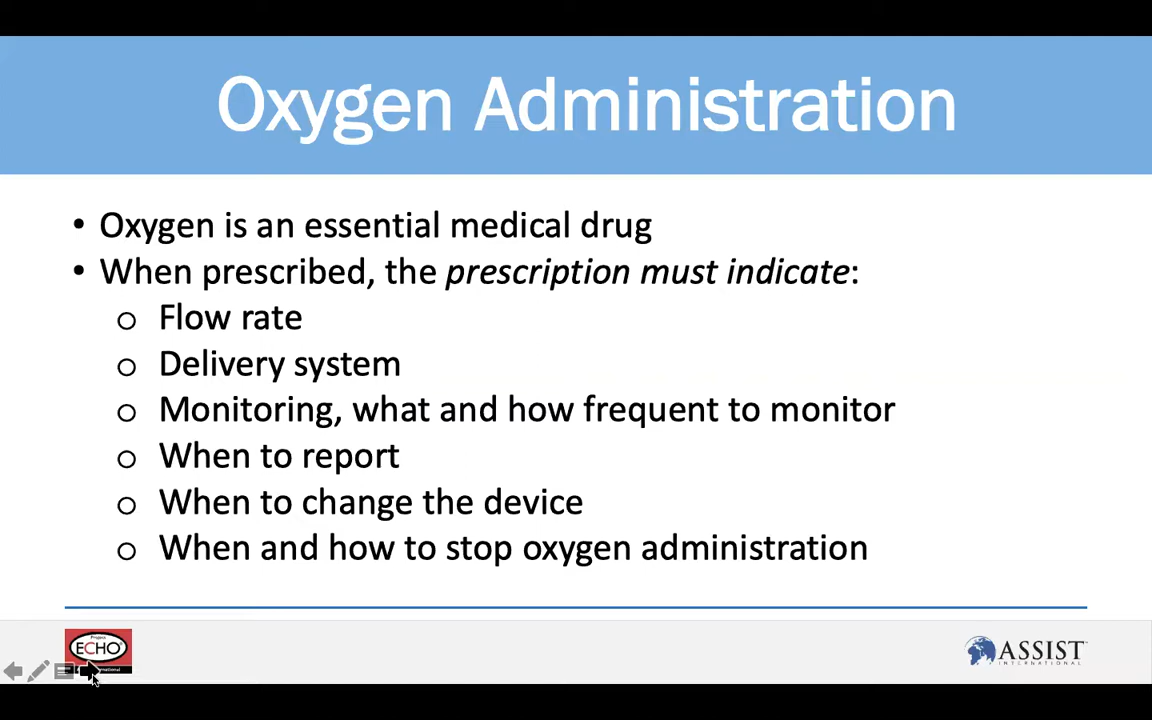 Oxygen Administration
• Oxygen is an essential medical drug
• When prescribed, the prescription must indicate:
o Flow rate
o Delivery system
o Monitoring, what and how frequent to monitor
o When to report
o When to change the device
o When and how to stop oxygen administration
Project
ECHO
ASSIST
INTERNATIONAL